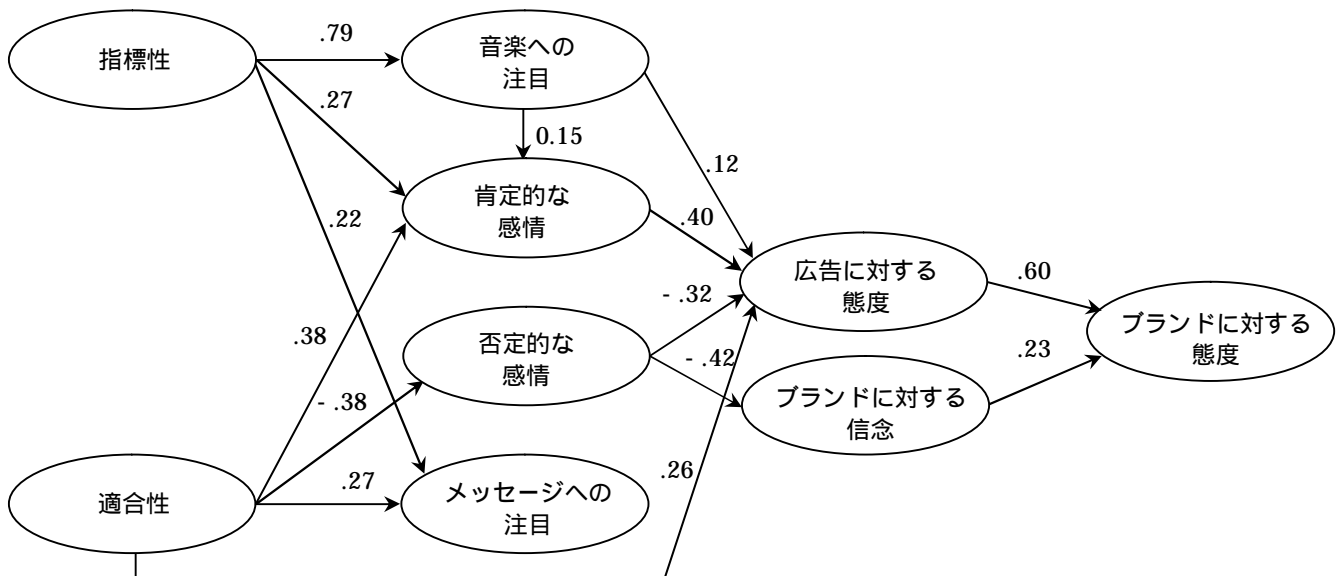 指標性
.79
音楽への
注目
.27
0.15
.12
肯定的な
感情
.22
.40
広告に対する
態度
.60
- .32
ブランドに対する
態度
.38
否定的な
感情
- .42
.23
- .38
ブランドに対する
信念
.26
適合性
.27
メッセージへの
注目